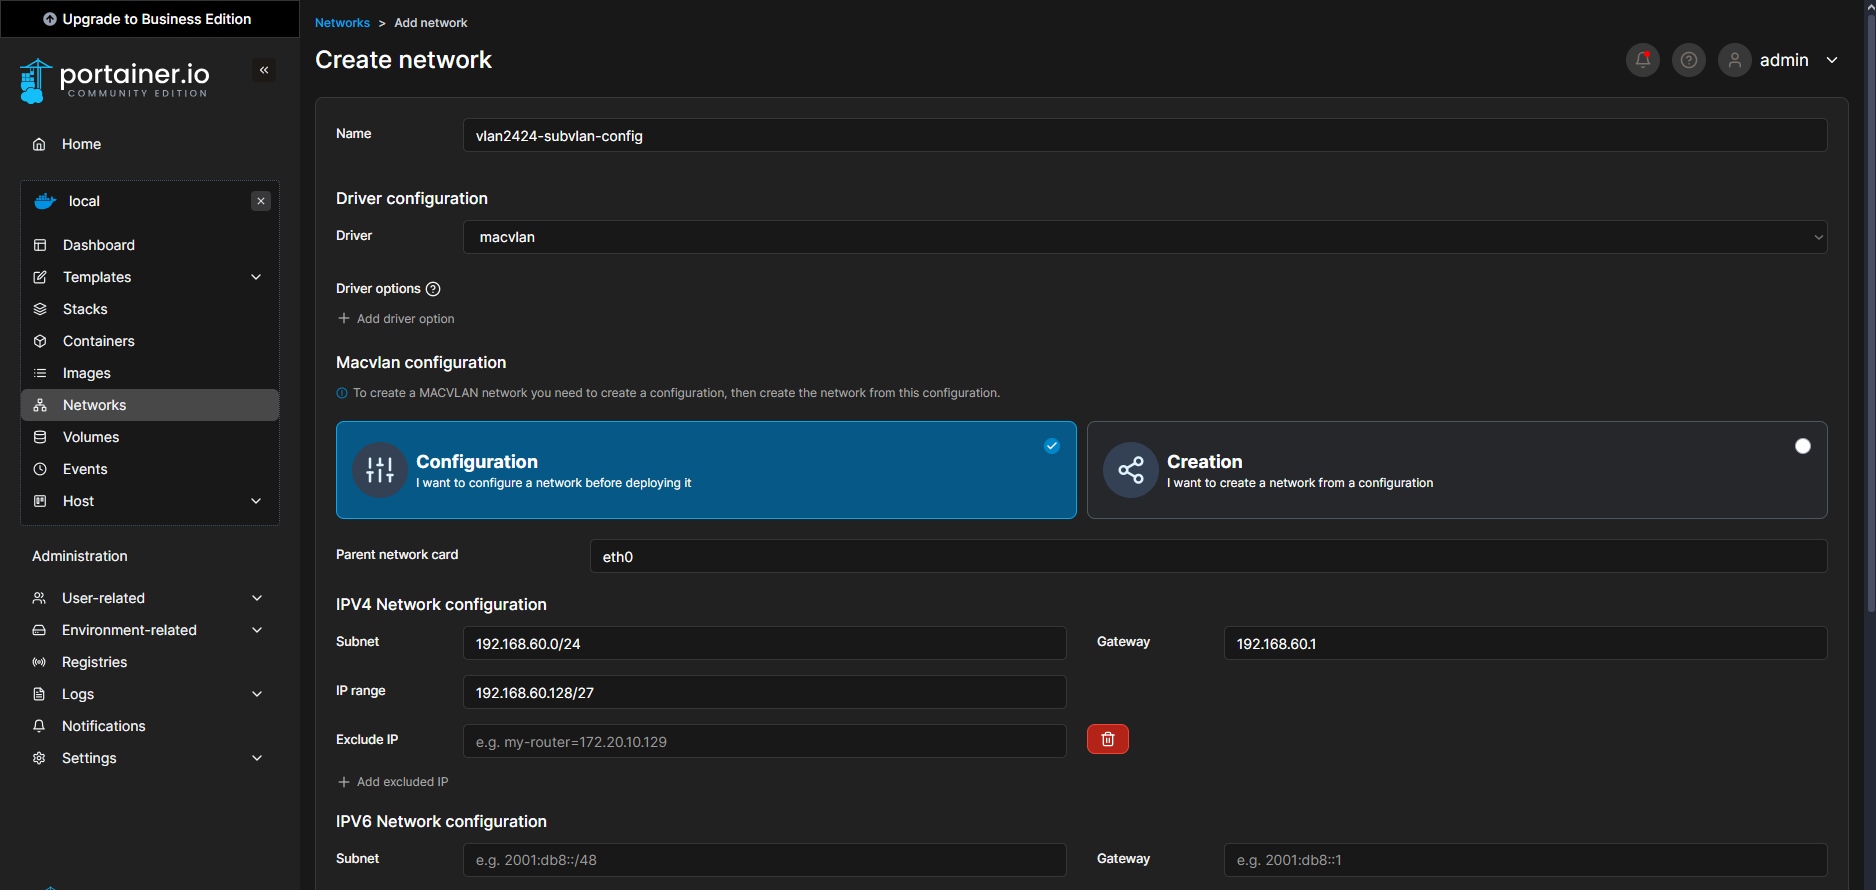 Upgrade to Business Edition
portainer.io
COMMUNITY EDITION
Home
local
Dashboard
Templates
Stacks
Containers
Images
Networks
Volumes
Events
Host
Administration
User-related
Environment-related
Registries
Logs
Notifications
Settings
Networks > Add network
Create network
admin
Name
vlan2424-subvlan-config
Driver configuration
Driver
macvlan
Driver options
Add driver option
Macvlan configuration
To create a MACVLAN network you need to create a configuration, then create the network from this configuration.
Configuration
I want to configure a network before deploying it
Creation
I want to create a network from a configuration
Parent network card
eth0
IPV4 Network configuration
Subnet
192.168.60.0/24
Gateway
192.168.60.1
IP range
192.168.60.128/27
Exclude IP
e.g. my-router=172.20.10.129
Add excluded IP
IPV6 Network configuration
Subnet
e.g. 2001:db8::/48
Gateway
e.g. 2001:db8::1